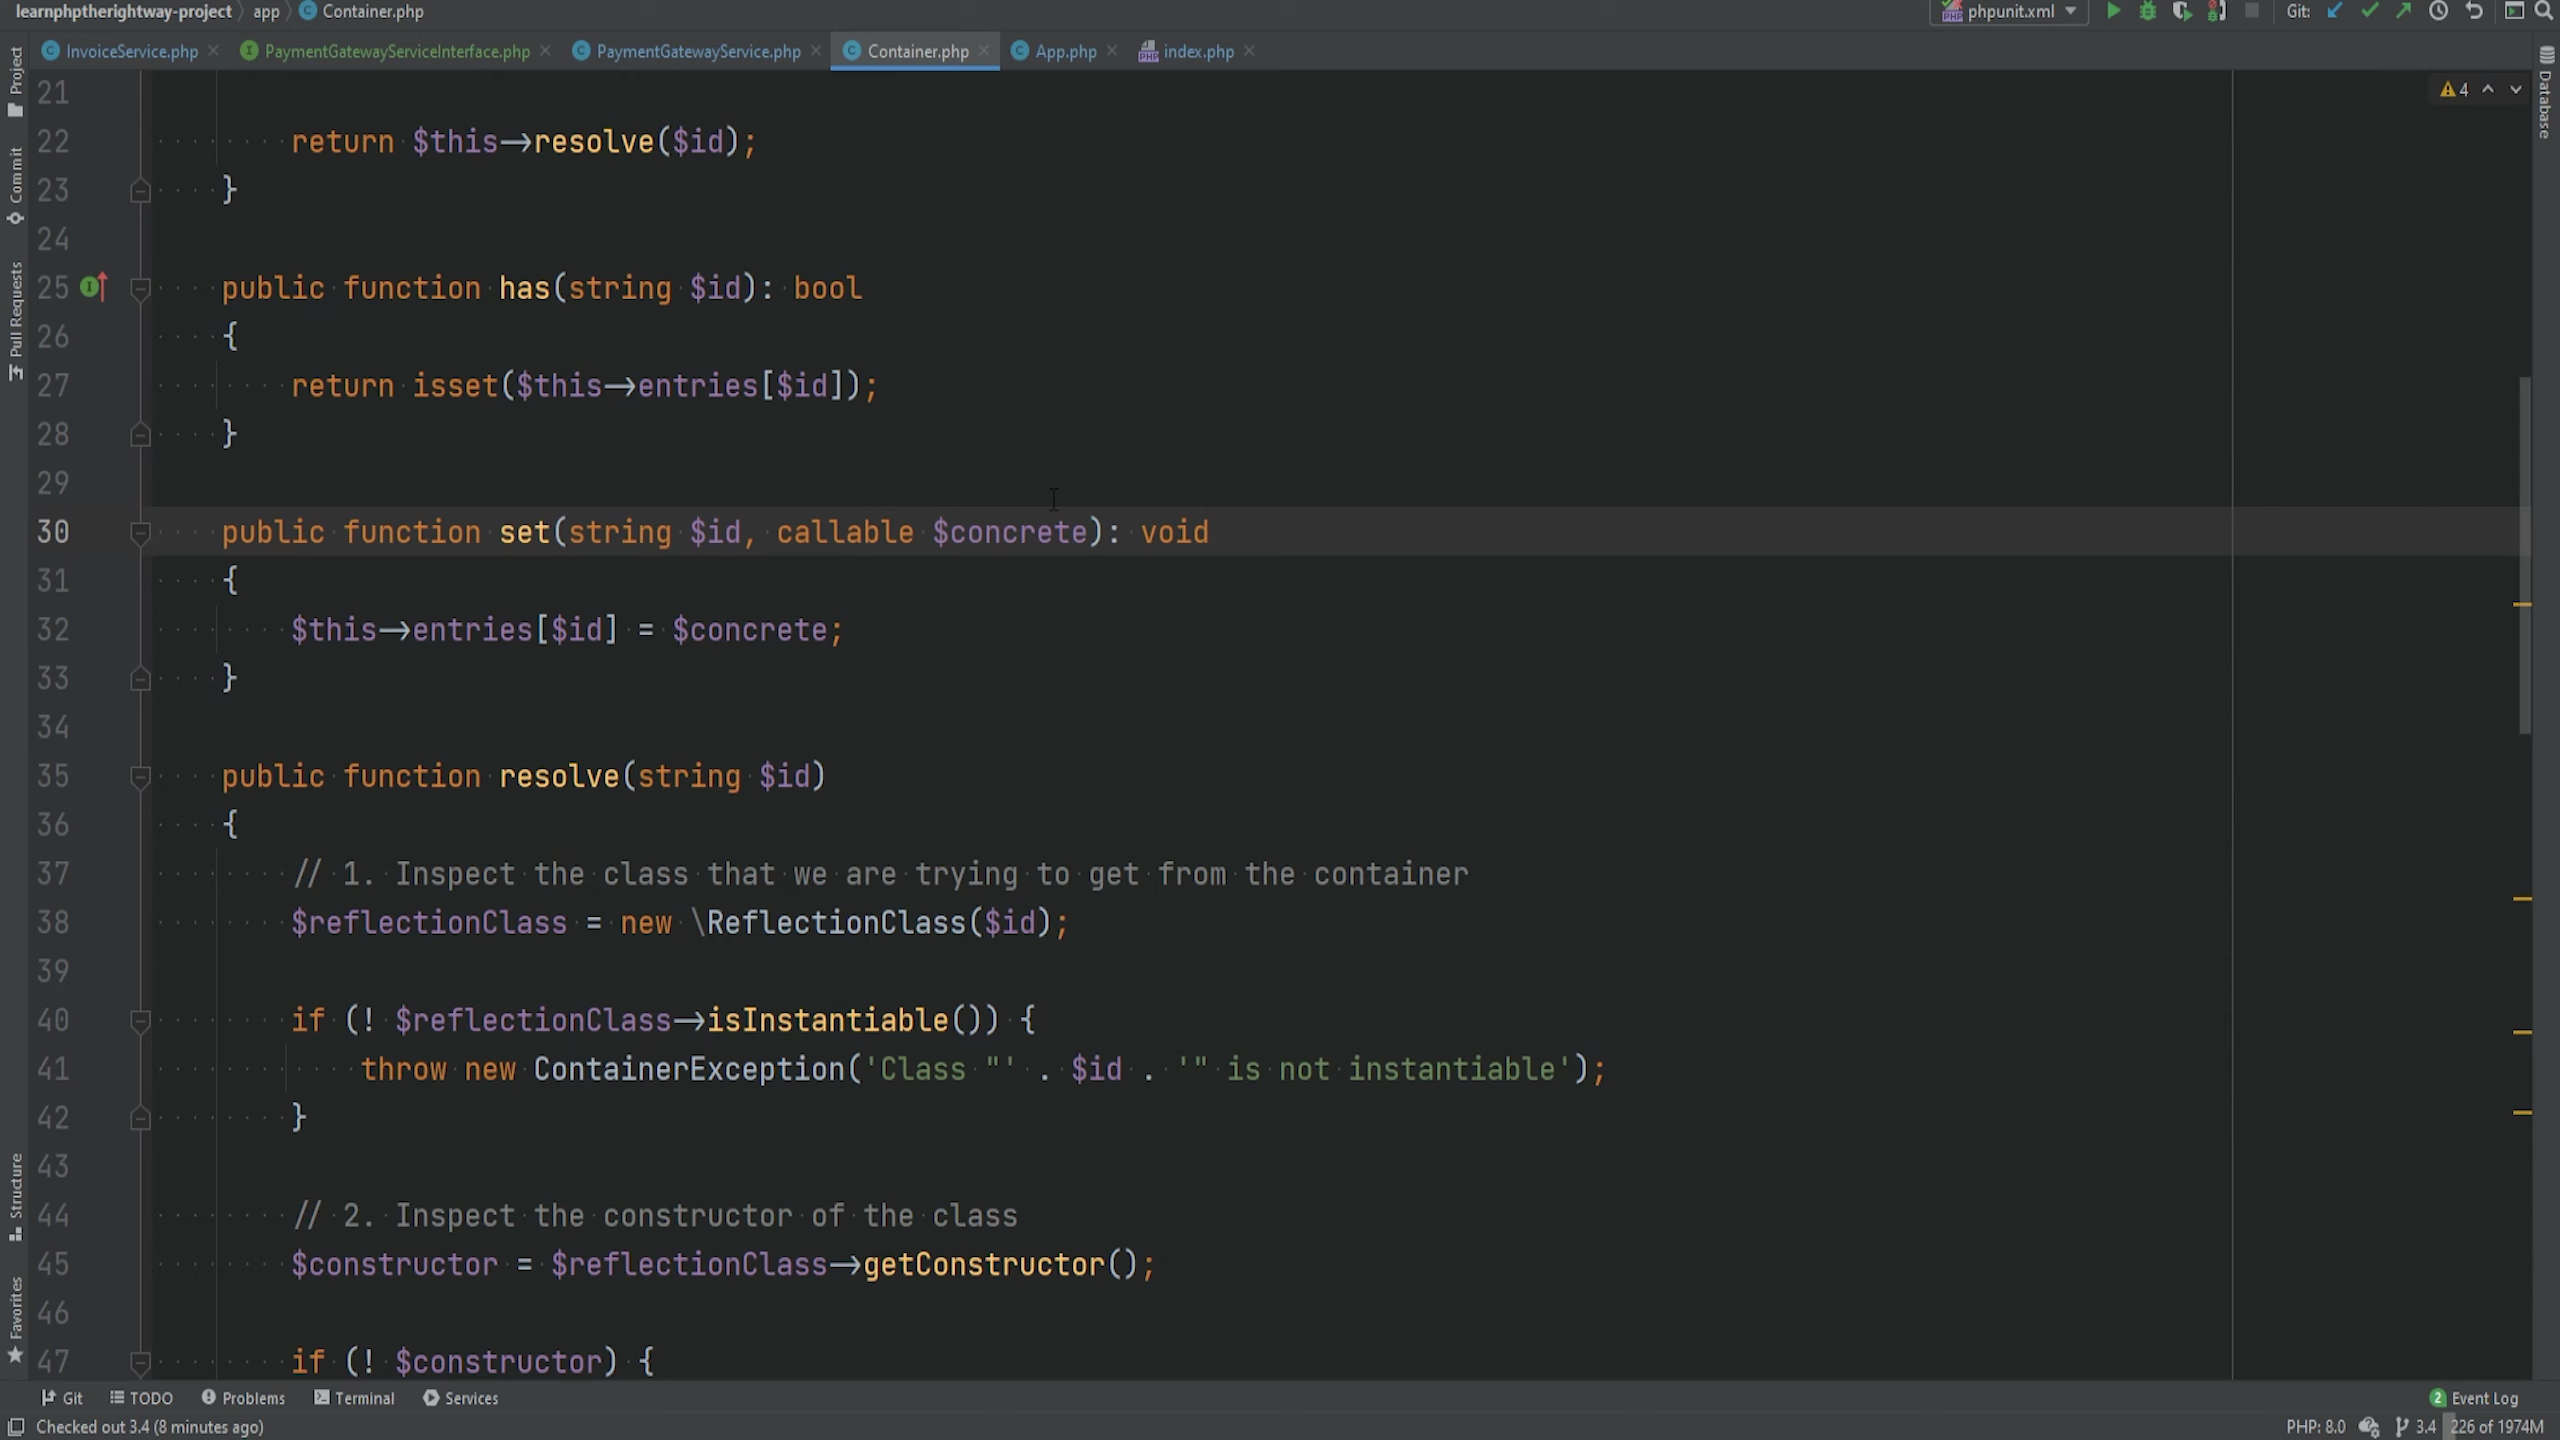 learnphptherightway-project app Container.php phpunit.xml Git:
InvoiceService.php PaymentGatewayServiceInterface.php PaymentGatewayService.php Container.php App.php index.php
Project
Commit
Pull Requests
Structure
Favorites
Database
4
21
22 return $this->resolve($id);
23 }
24
25 public function has(string $id): bool
26 {
27 return isset($this->entries[$id]);
28 }
29
30 public function set(string $id, callable $concrete): void
31 {
32 $this->entries[$id] = $concrete;
33 }
34
35 public function resolve(string $id)
36 {
37 // 1. Inspect the class that we are trying to get from the container
38 $reflectionClass = new \ReflectionClass($id);
39
40 if (! $reflectionClass->isInstantiable()) {
41 throw new ContainerException('Class "' . $id . '" is not instantiable');
42 }
43
44 // 2. Inspect the constructor of the class
45 $constructor = $reflectionClass->getConstructor();
46
47 if (! $constructor) {
Git TODO Problems Terminal Services 2 Event Log
Checked out 3.4 (8 minutes ago) PHP: 8.0 3.4 226 of 1974M